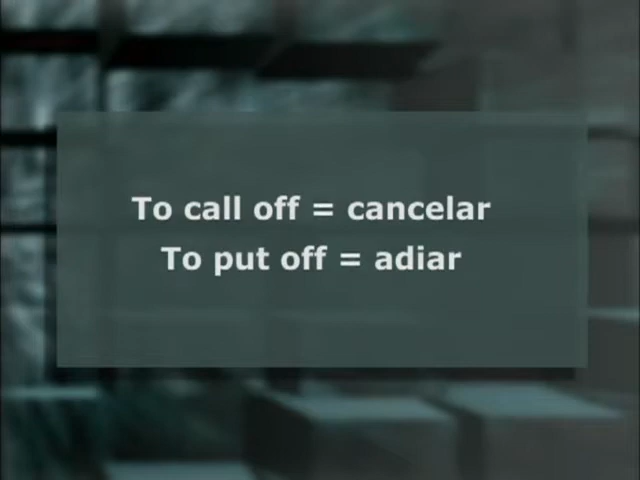 To call off = cancelar
To put off = adiar